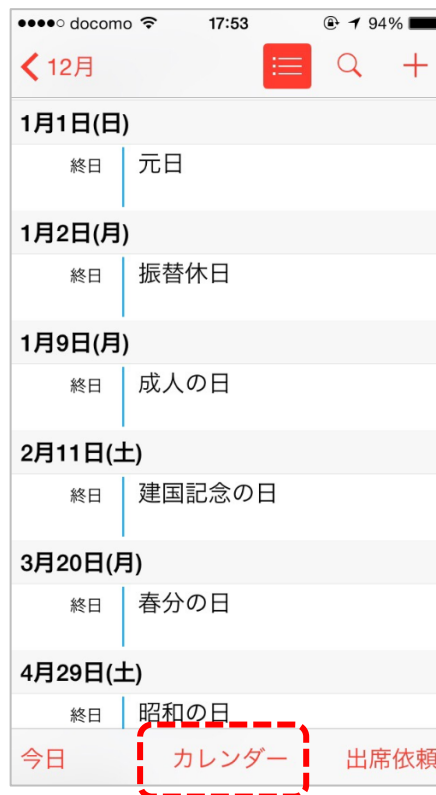 docomo 17:53 94%
12月
1月1日(日)
終日 元日
1月2日(月)
終日 振替休日
1月9日(月)
終日 成人の日
2月11日(土)
終日 建国記念の日
3月20日(月)
終日 春分の日
4月29日(土)
終日 昭和の日
今日 カレンダー 出席依頼